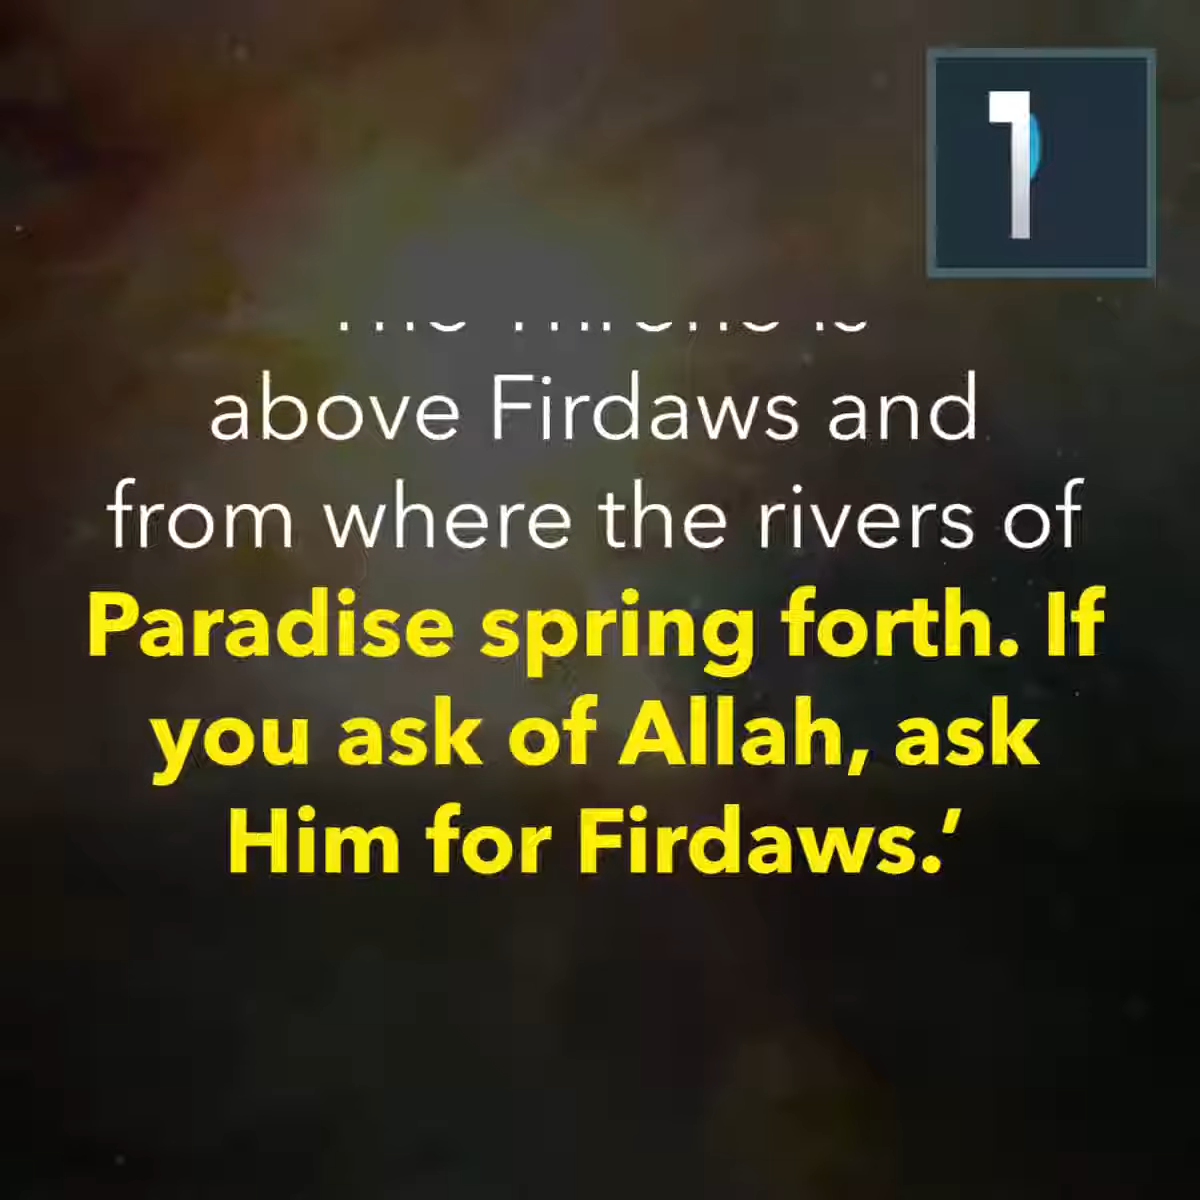 1
above Firdaws and
from where the rivers of
Paradise spring forth. If
you ask of Allah, ask
Him for Firdaws.’